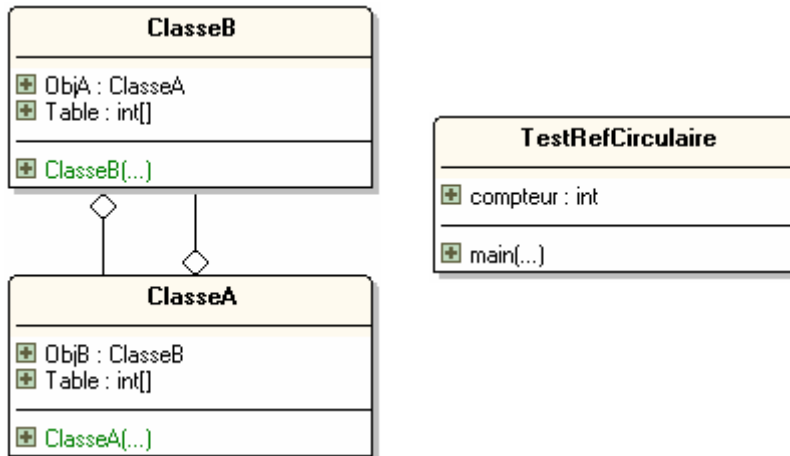 ClasseB
ObjA : ClasseA
Table : int[]
ClasseB(...)
ClasseA
ObjB : ClasseB
Table : int[]
ClasseA(...)
TestRefCirculaire
compteur : int
main(...)